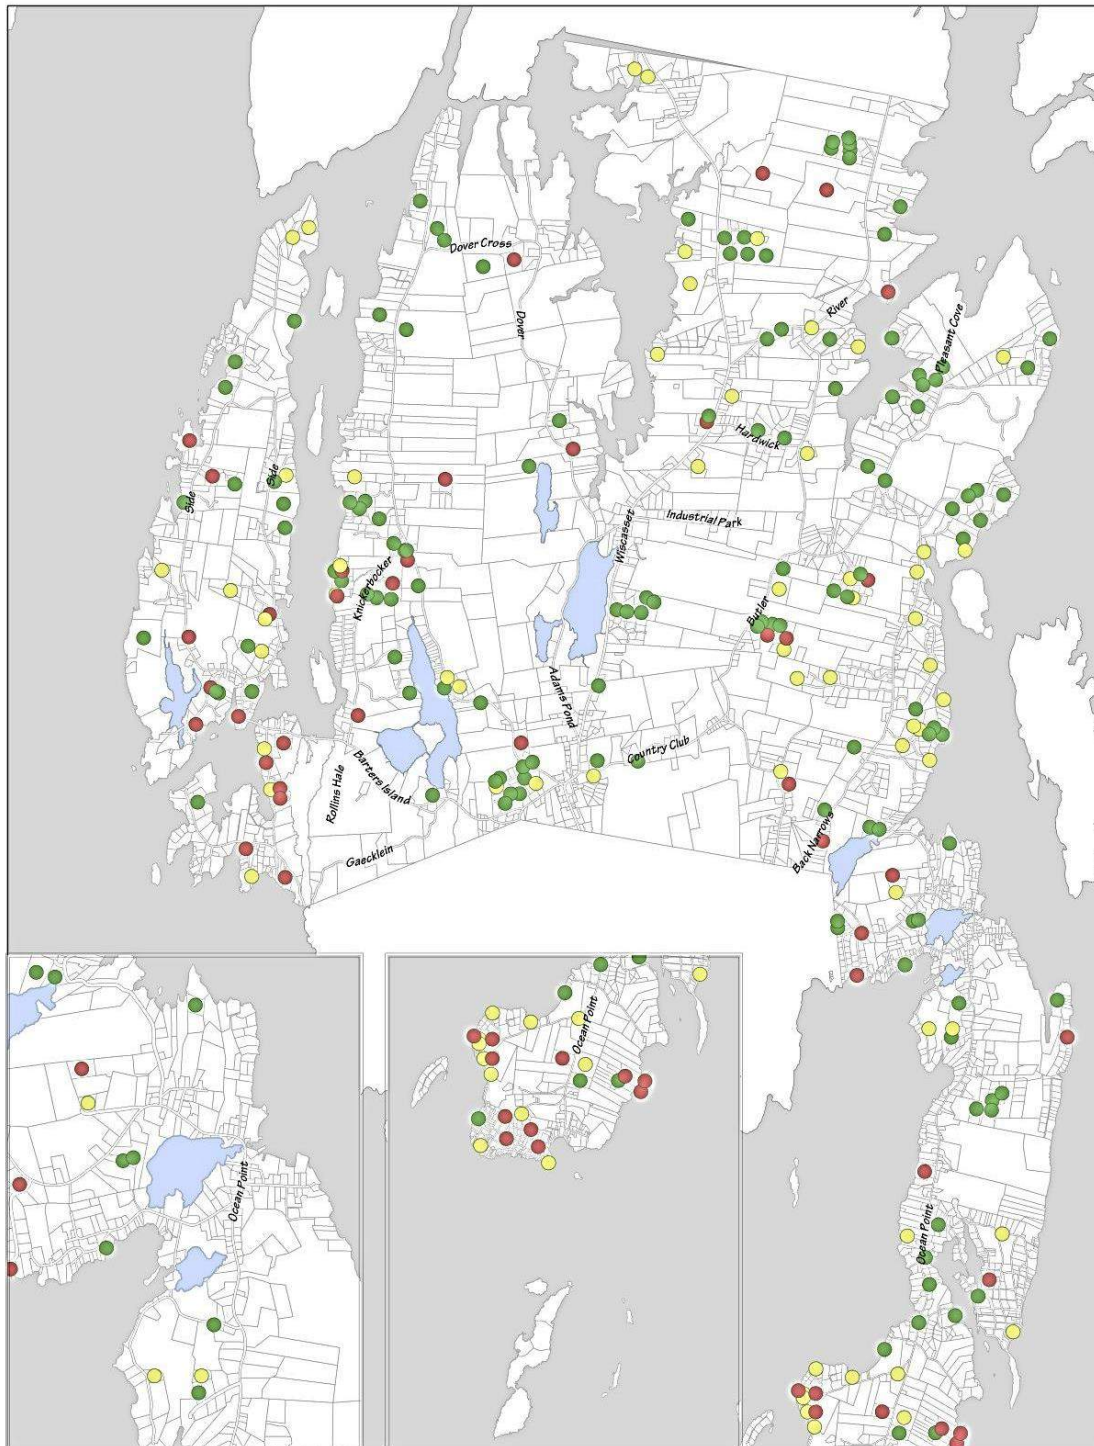 Dover Cross
Dover
River
Pleasant Cove
Hardwick
Side
Side
Industrial Park
Wiscasset
Knickerbocker
Butler
Adams Pond
Country Club
Barters Island
Rollins Hale
Gaecklein
Back Narrows
Ocean Point
Ocean Point
Ocean Point